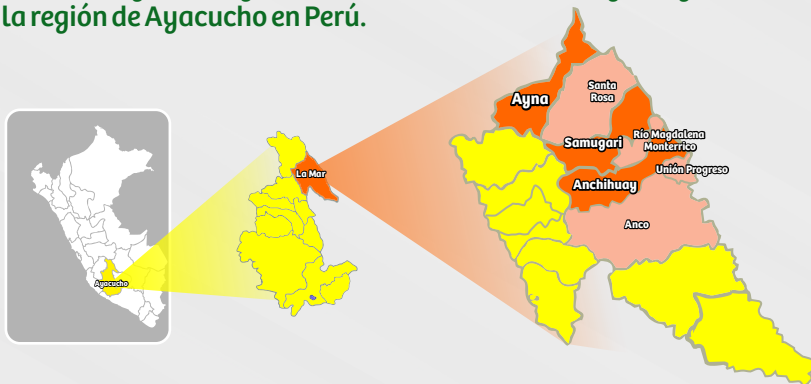 la región de Ayacucho en Perú.
Ayna
Santa
Rosa
Samugari
Río Magdalena
Monterrico
Unión Progreso
Anchihuay
Anco
La Mar
Ayacucho